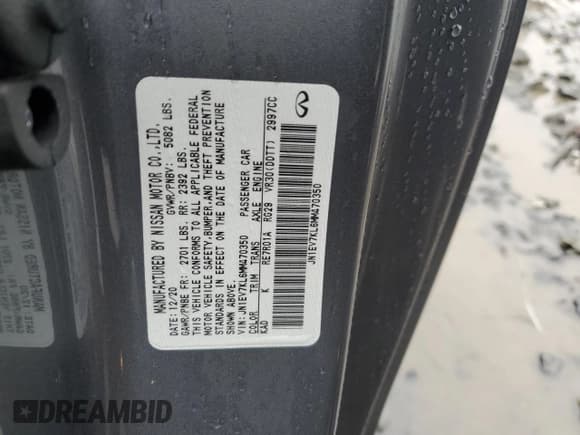 MANUFACTURED BY NISSAN MOTOR CO.,LTD.
DATE: 12/20 GVWR/PNBV: 5082 LBS.
GAWR/PNBE FR: 2701 LBS. RR: 2392 LBS.
THIS VEHICLE CONFORMS TO ALL APPLICABLE FEDERAL
MOTOR VEHICLE SAFETY,BUMPER,AND THEFT PREVENTION
STANDARDS IN EFFECT ON THE DATE OF MANUFACTURE
SHOWN ABOVE.
VIN: JN1EV7KL6MM470350 PASSENGER CAR
COLOR TRIM TRANS AXLE ENGINE
KAD K RE7R01A RG29 VR30(DDTT) 2997CC
JN1EV7KL6MM470350
DREAMBID